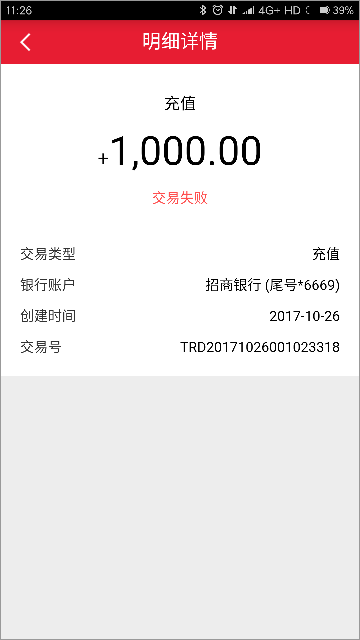 11:26 4G+ HD 39%
明细详情
充值
+1,000.00
交易失败
交易类型 充值
银行账户 招商银行 (尾号*6669)
创建时间 2017-10-26
交易号 TRD20171026001023318